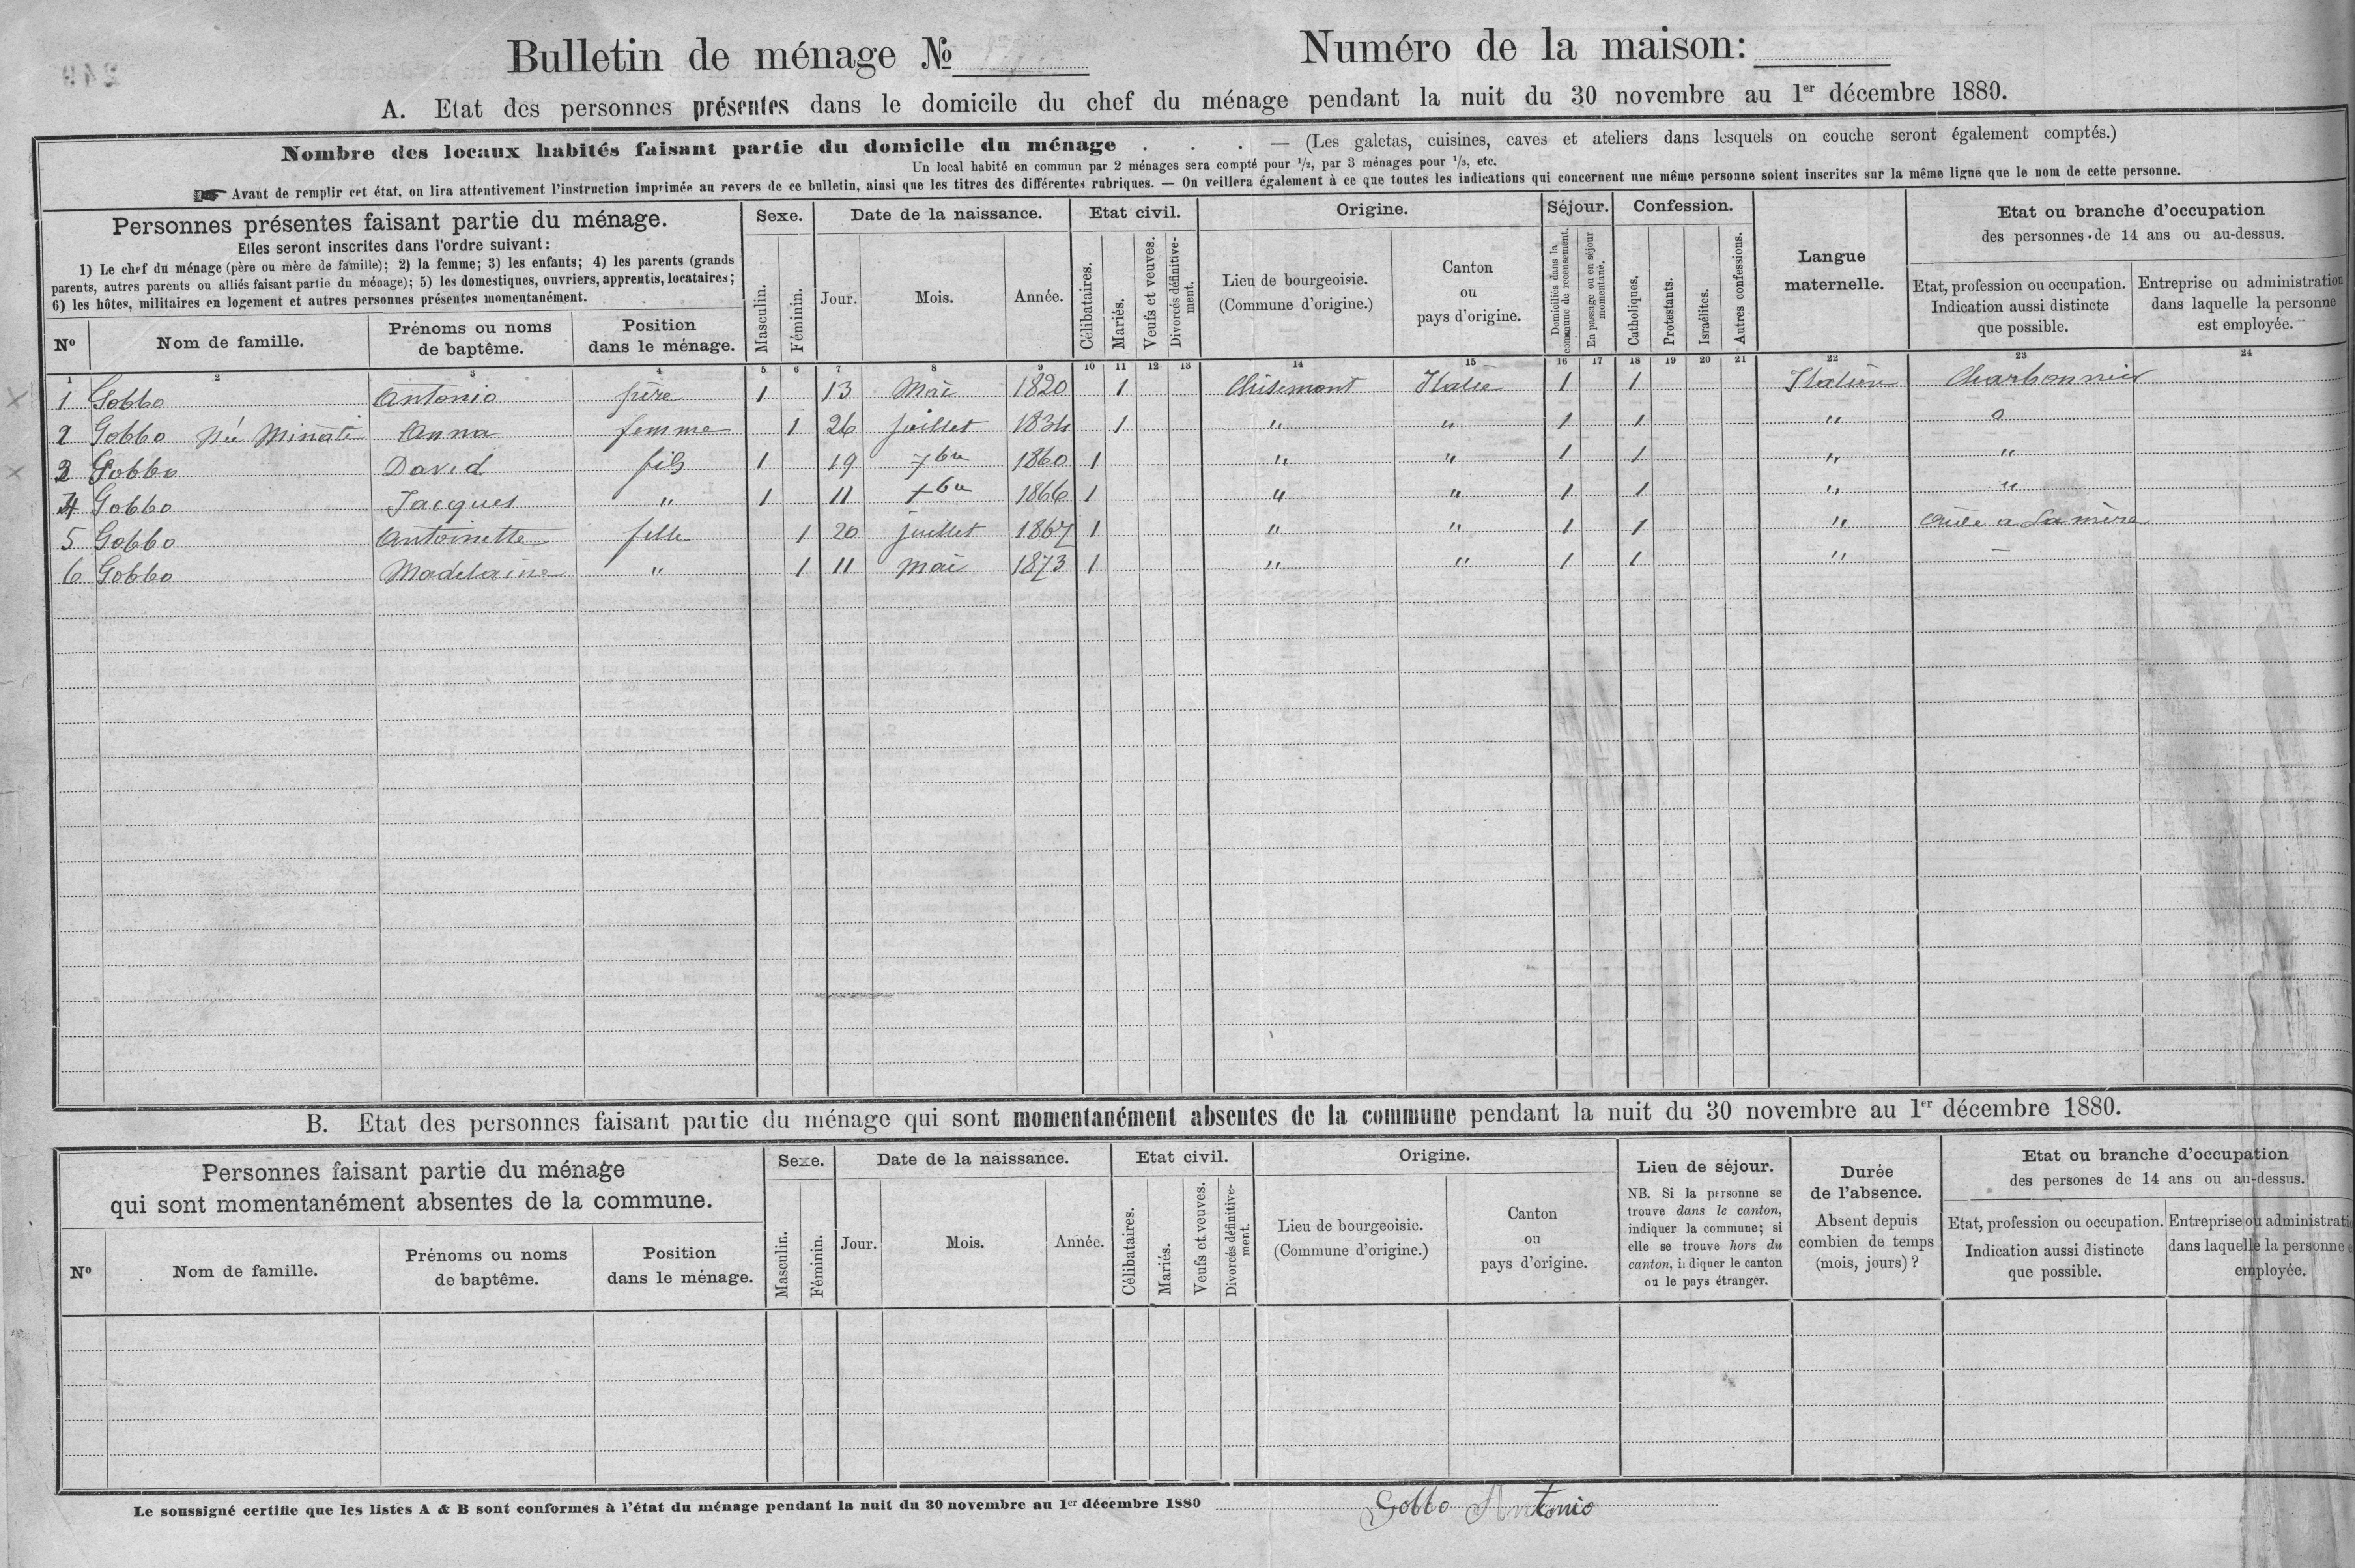 Bulletin de ménage № Numéro de la maison:
A. Etat des personnes présentes dans le domicile du chef du ménage pendant la nuit du 30 novembre au 1er décembre 1880.
Nombre des locaux habités faisant partie du domicile du ménage . . . — (Les galetas, cuisines, caves et ateliers dans lesquels on couche seront également comptés.)
Un local habité en commun par 2 ménages sera compté pour 1/2, par 3 ménages pour 1/3, etc.
Avant de remplir cet état, on lira attentivement l'instruction imprimée au revers de ce bulletin, ainsi que les titres des différentes rubriques. — On veillera également à ce que toutes les indications qui concernent une même personne soient inscrites sur la même ligne que le nom de cette personne.
Personnes présentes faisant partie du ménage.
Elles seront inscrites dans l'ordre suivant:
1) Le chef du ménage (père ou mère de famille); 2) la femme; 3) les enfants; 4) les parents (grands
parents, autres parents ou alliés faisant partie du ménage); 5) les domestiques, ouvriers, apprentis, locataires;
6) les hôtes, militaires en logement et autres personnes présentes momentanément.
Nº
Nom de famille.
Prénoms ou noms
de baptême.
Position
dans le ménage.
Sexe.
Masculin.
Féminin.
Date de la naissance.
Jour.
Mois.
Année.
Etat civil.
Célibataires.
Mariés.
Veufs et veuves.
Divorcés définitive-
ment.
Origine.
Lieu de bourgeoisie.
(Commune d'origine.)
Canton
ou
pays d'origine.
Séjour.
Domiciliés dans la
commune de recensement.
En passage ou en séjour
momentané.
Confession.
Catholiques.
Protestants.
Israélites.
Autres confessions.
Langue
maternelle.
Etat ou branche d'occupation
des personnes de 14 ans ou au-dessus.
Etat, profession ou occupation.
Indication aussi distincte
que possible.
Entreprise ou administration
dans laquelle la personne
est employée.
1 2 3 4 5 6 7 8 9 10 11 12 13 14 15 16 17 18 19 20 21 22 23 24
1 Gobbo Antonio père 1 13 Mai 1820 1 Italie 1 1 Italien Charbonnier
2 Gobbo Née Minati Anna femme 1 26 juillet 1834 1 " " 1 1 " o
3 Gobbo David fils 1 19 7bre 1860 1 " " 1 1 " "
4 Gobbo Jacques " 1 11 1866 1 " " 1 1 " "
5 Gobbo Antoinette fille 1 20 juillet 1867 1 " " 1 1 " a sa mère
6 Gobbo Madelaine " 1 11 Mai 1873 1 " " 1 1 " —
B. Etat des personnes faisant partie du ménage qui sont momentanément absentes de la commune pendant la nuit du 30 novembre au 1er décembre 1880.
Personnes faisant partie du ménage
qui sont momentanément absentes de la commune.
Nº
Nom de famille.
Prénoms ou noms
de baptême.
Position
dans le ménage.
Sexe.
Masculin.
Féminin.
Date de la naissance.
Jour.
Mois.
Année.
Etat civil.
Célibataires.
Mariés.
Veufs et veuves.
Divorcés définitive-
ment.
Origine.
Lieu de bourgeoisie.
(Commune d'origine.)
Canton
ou
pays d'origine.
Lieu de séjour.
NB. Si la personne se
trouve dans le canton,
indiquer la commune; si
elle se trouve hors du
canton, indiquer le canton
ou le pays étranger.
Durée
de l'absence.
Absent depuis
combien de temps
(mois, jours)?
Etat ou branche d'occupation
des persones de 14 ans ou au-dessus.
Etat, profession ou occupation.
Indication aussi distincte
que possible.
Entreprise ou administrati
dans laquelle la personne e
employée.
Le soussigné certifie que les listes A & B sont conformes à l'état du ménage pendant la nuit du 30 novembre au 1er décembre 1880 Gobbo Antonio